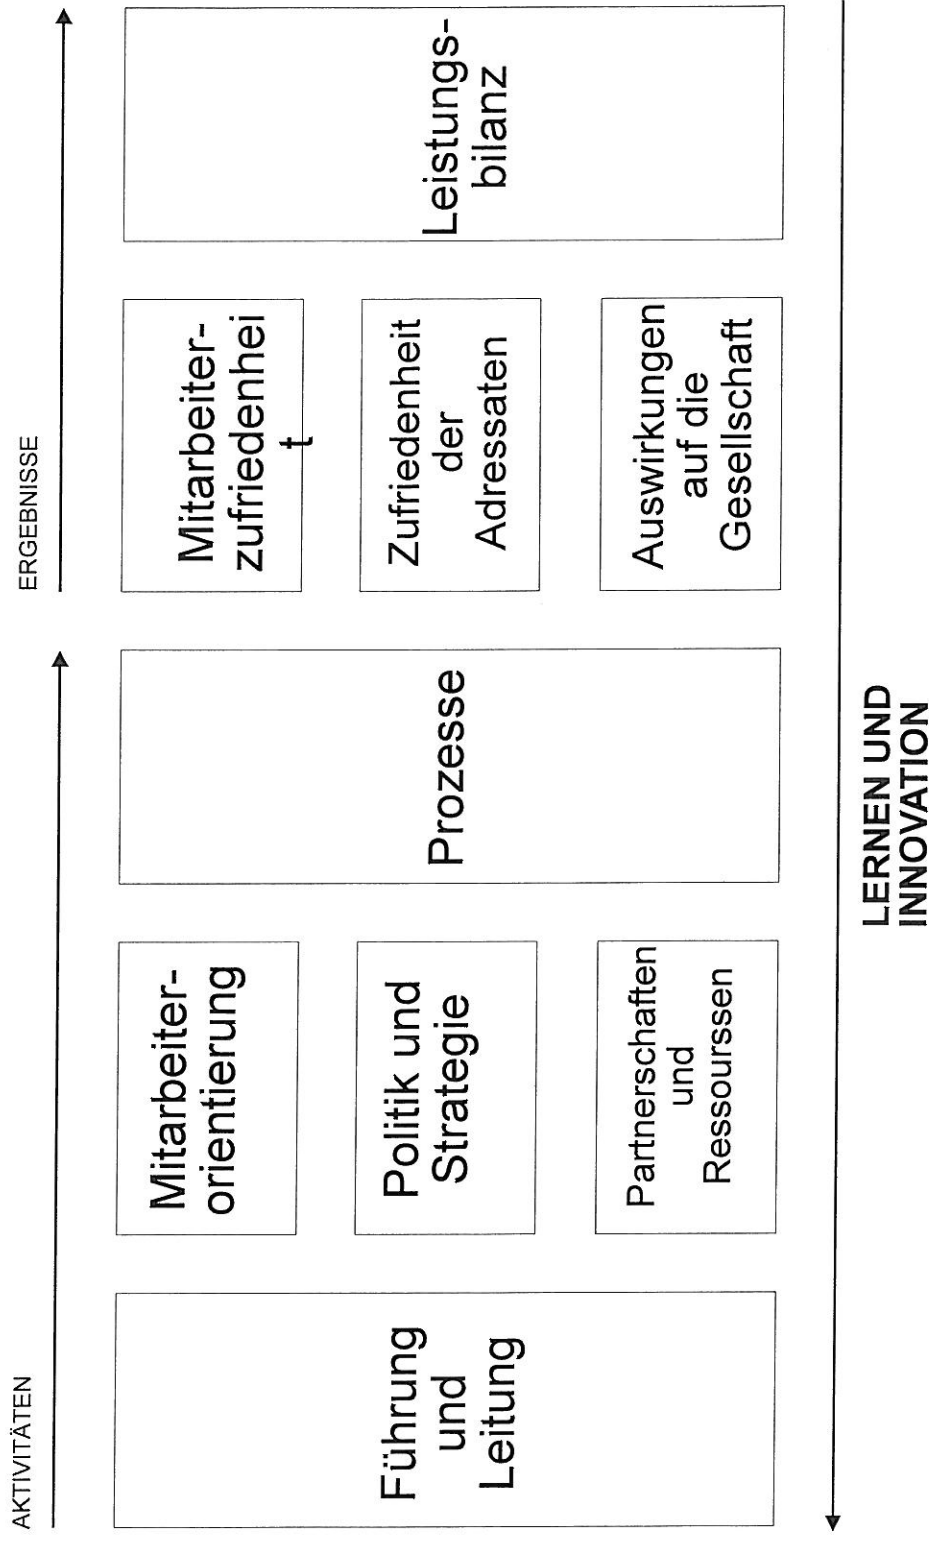 AKTIVITÄTEN
ERGEBNISSE
Führung
und
Leitung
Mitarbeiter-
orientierung
Politik und
Strategie
Partnerschaften
und
Ressourssen
Prozesse
Mitarbeiter-
zufriedenhei
t
Zufriedenheit
der
Adressaten
Auswirkungen
auf die
Gesellschaft
Leistungs-
bilanz
LERNEN UND
INNOVATION